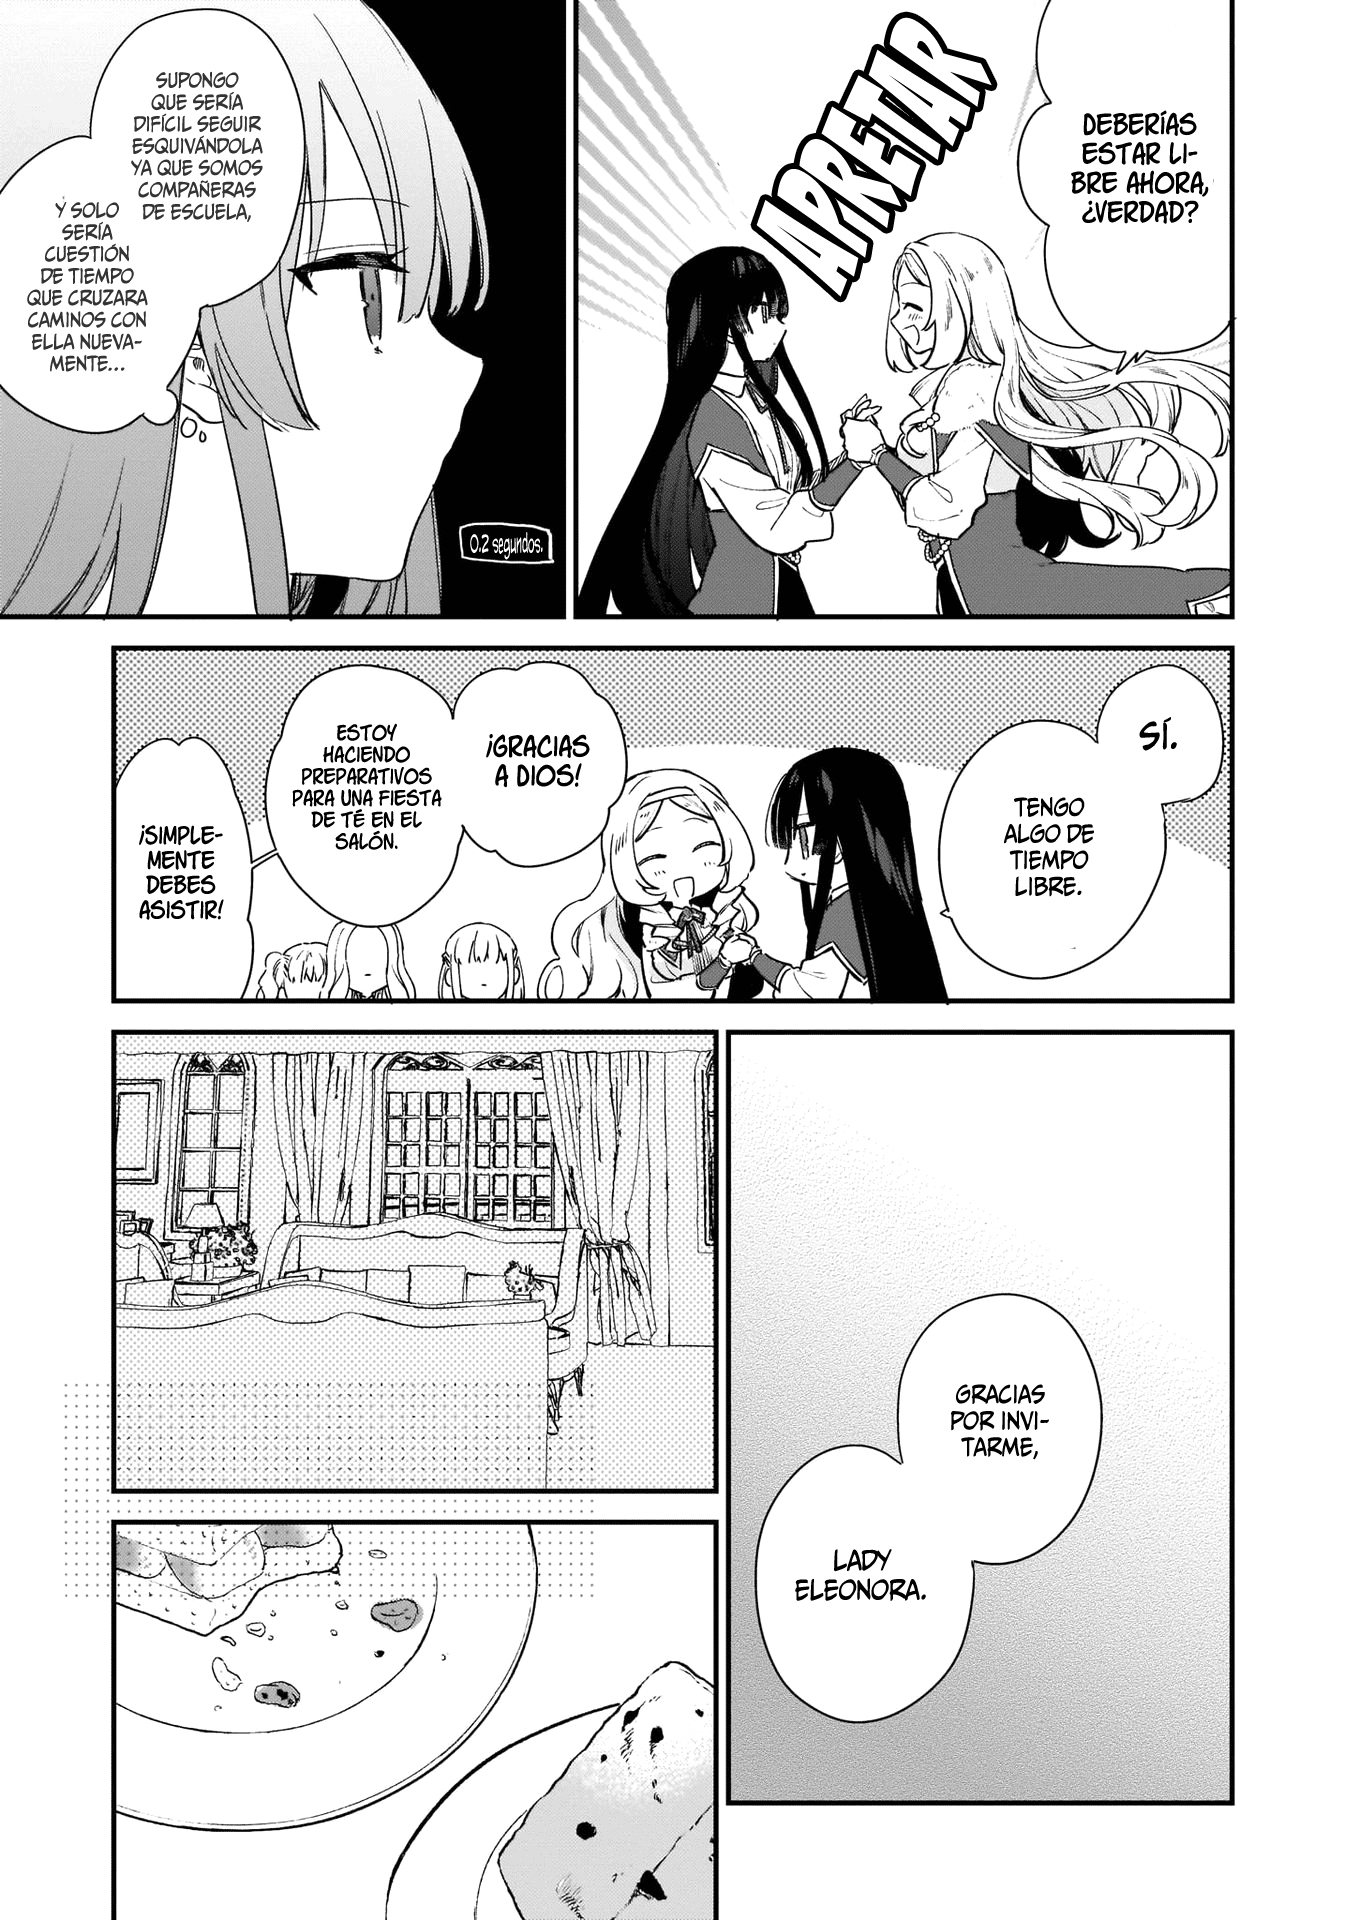 DEBERÍAS
ESTAR LI-
BRE AHORA,
¿VERDAD?
APRETAR
SUPONGO
QUE SERÍA
DIFÍCIL SEGUIR
ESQUIVÁNDOLA
YA QUE SOMOS
COMPAÑERAS
DE ESCUELA,
Y SOLO
SERÍA
CUESTIÓN
DE TIEMPO
QUE CRUZARA
CAMINOS CON
ELLA NUEVA-
MENTE...
0.2 segundos.
SÍ.
TENGO
ALGO DE
TIEMPO
LIBRE.
¡GRACIAS
A DIOS!
ESTOY
HACIENDO
PREPARATIVOS
PARA UNA FIESTA
DE TÉ EN EL
SALÓN.
¡SIMPLE-
MENTE
DEBES
ASISTIR!
GRACIAS
POR INVI-
TARME,
LADY
ELEONORA.